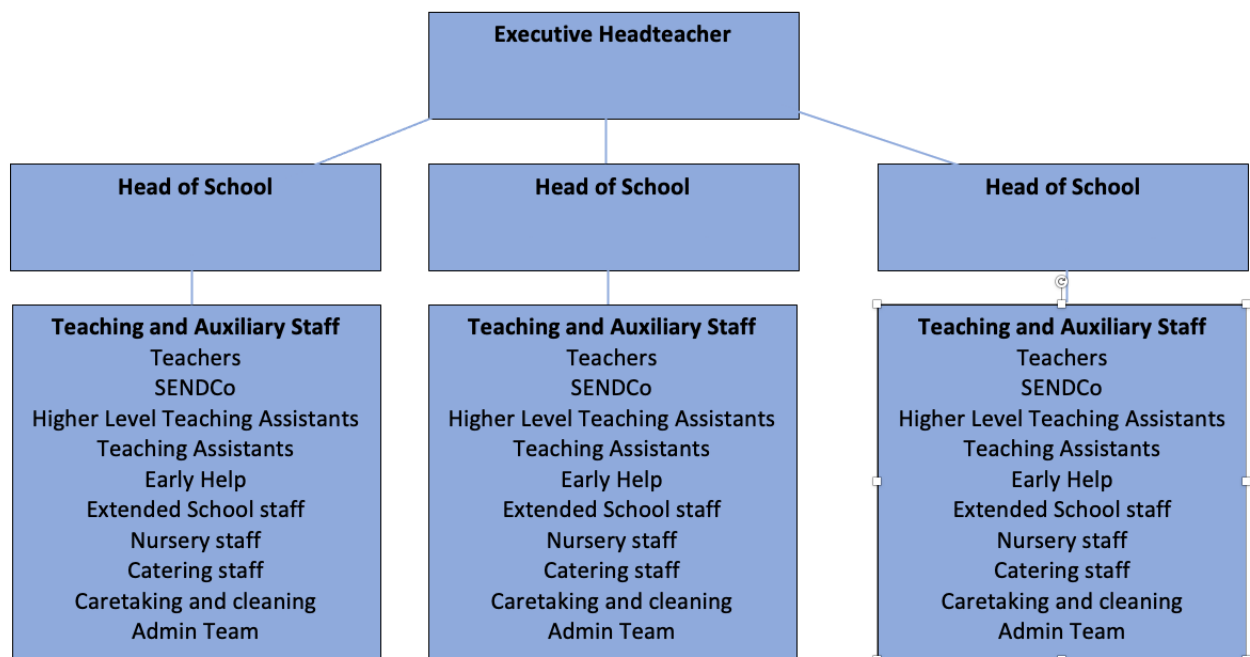 Executive Headteacher
Head of School
Head of School
Head of School
Teaching and Auxiliary Staff
Teachers
SENDCo
Higher Level Teaching Assistants
Teaching Assistants
Early Help
Extended School staff
Nursery staff
Catering staff
Caretaking and cleaning
Admin Team
Teaching and Auxiliary Staff
Teachers
SENDCo
Higher Level Teaching Assistants
Teaching Assistants
Early Help
Extended School staff
Nursery staff
Catering staff
Caretaking and cleaning
Admin Team
Teaching and Auxiliary Staff
Teachers
SENDCo
Higher Level Teaching Assistants
Teaching Assistants
Early Help
Extended School staff
Nursery staff
Catering staff
Caretaking and cleaning
Admin Team